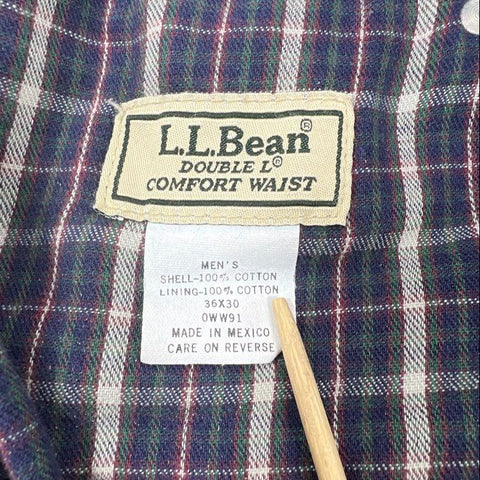 L.L.Bean®
DOUBLE L®
COMFORT WAIST
MEN'S
SHELL-100% COTTON
LINING-100% COTTON
36X30
0WW91
MADE IN MEXICO
CARE ON REVERSE